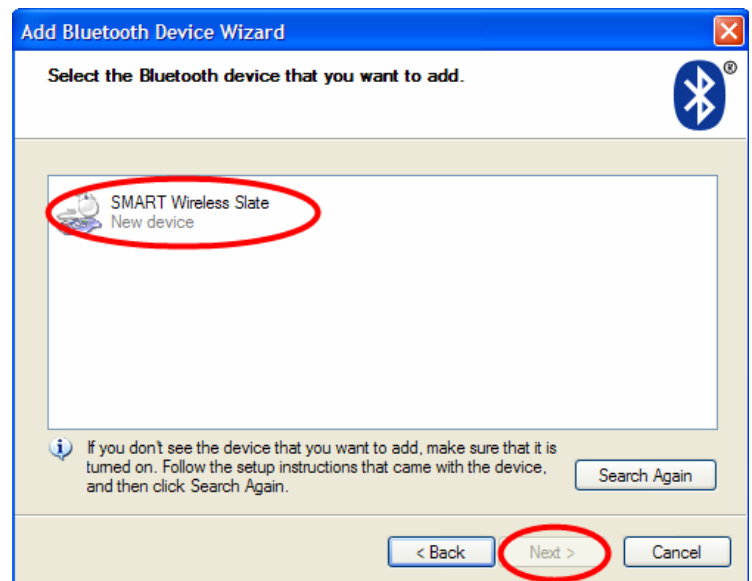 Add Bluetooth Device Wizard
Select the Bluetooth device that you want to add.
®
SMART Wireless Slate
New device
If you don't see the device that you want to add, make sure that it is
turned on. Follow the setup instructions that came with the device,
and then click Search Again.
Search Again
< Back
Next >
Cancel